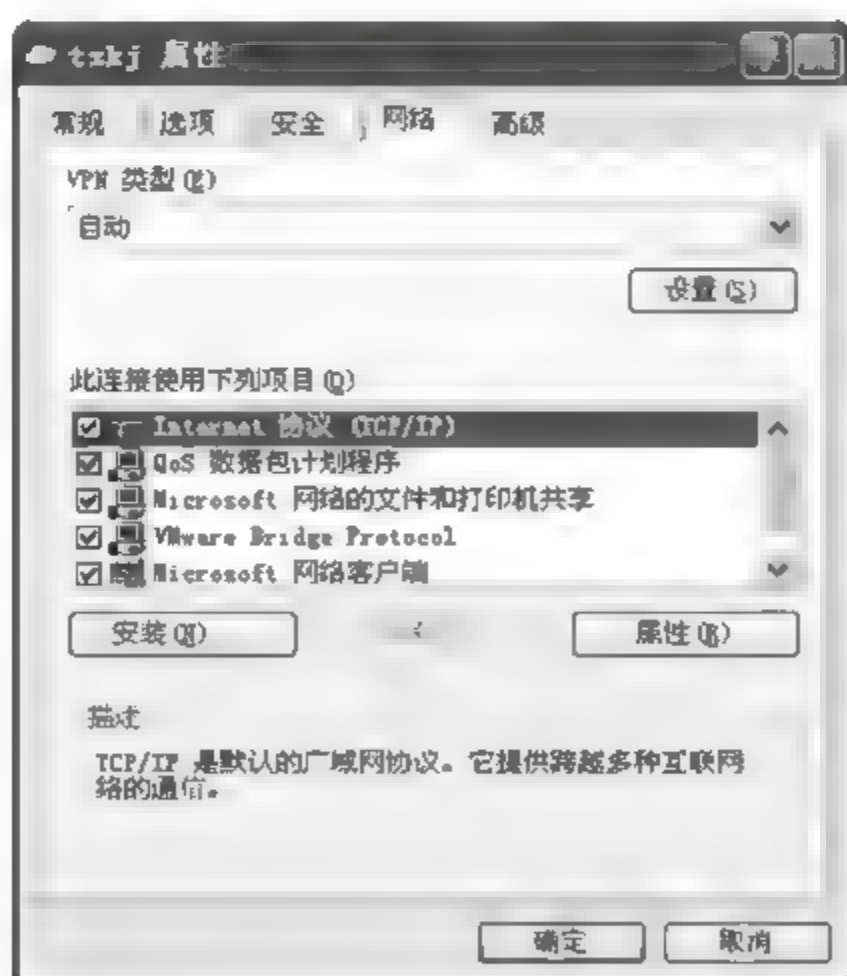 tzkj 属性
常规 选项 安全 网络 高级
VPN 类型(E)
自动
设置(S)
此连接使用下列项目(O)
Internet 协议 (TCP/IP)
QoS 数据包计划程序
Microsoft 网络的文件和打印机共享
VMware Bridge Protocol
Microsoft 网络客户端
安装(N) 属性(R)
描述
TCP/IP 是默认的广域网协议。它提供跨越多种互联网
络的通信。
确定 取消